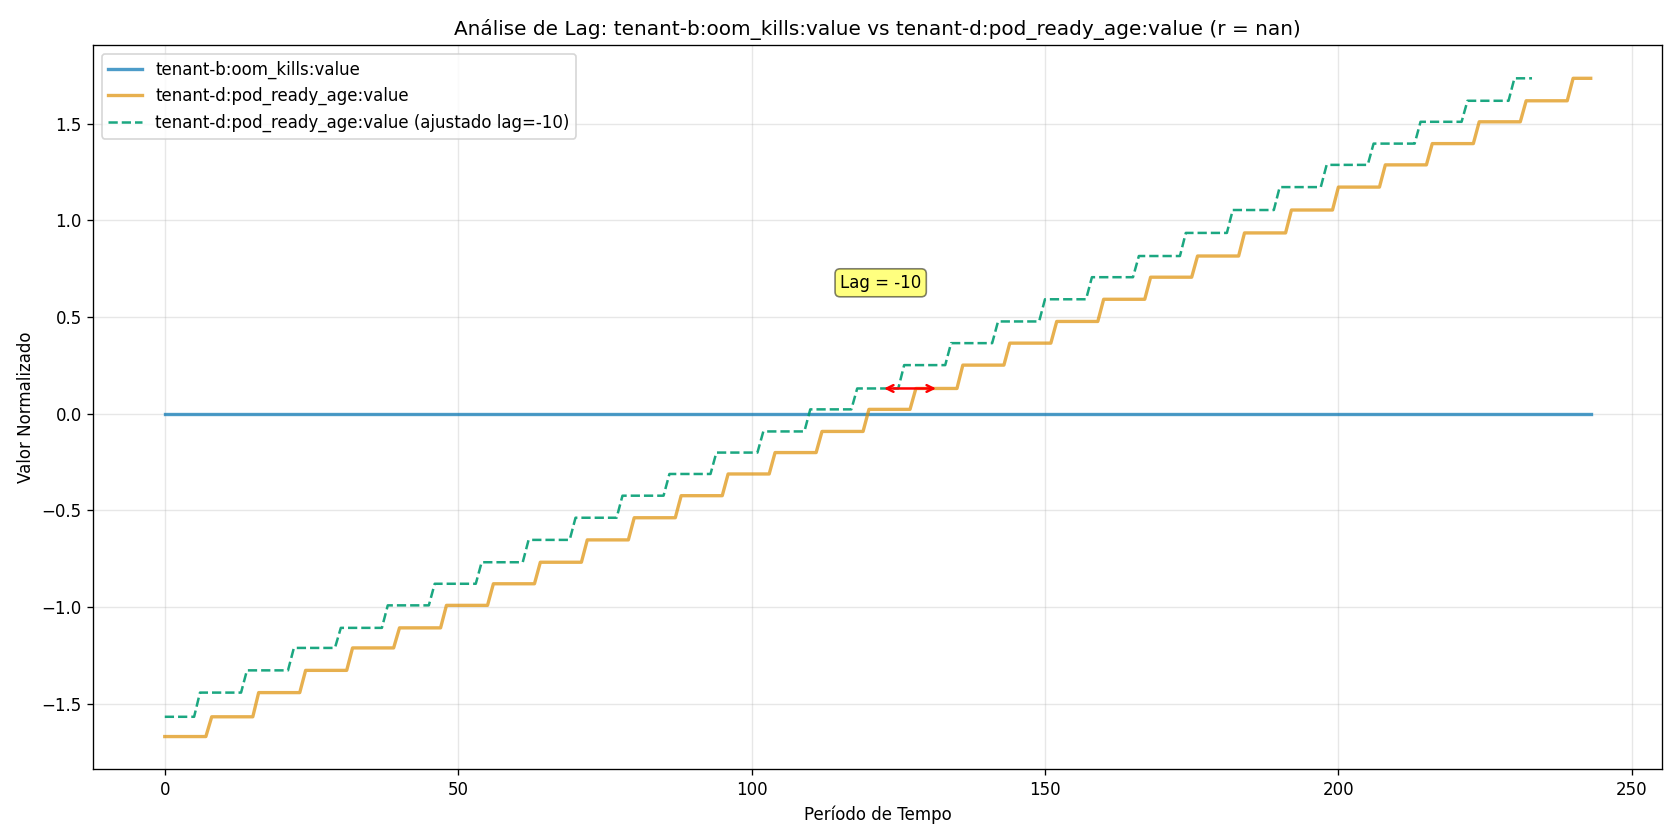 Análise de Lag: tenant-b:oom_kills:value vs tenant-d:pod_ready_age:value (r = nan)
tenant-b:oom_kills:value
tenant-d:pod_ready_age:value
tenant-d:pod_ready_age:value (ajustado lag=-10)
Valor Normalizado
1.5
1.0
0.5
0.0
−0.5
−1.0
−1.5
Lag = -10
0 50 100 150 200 250
Período de Tempo